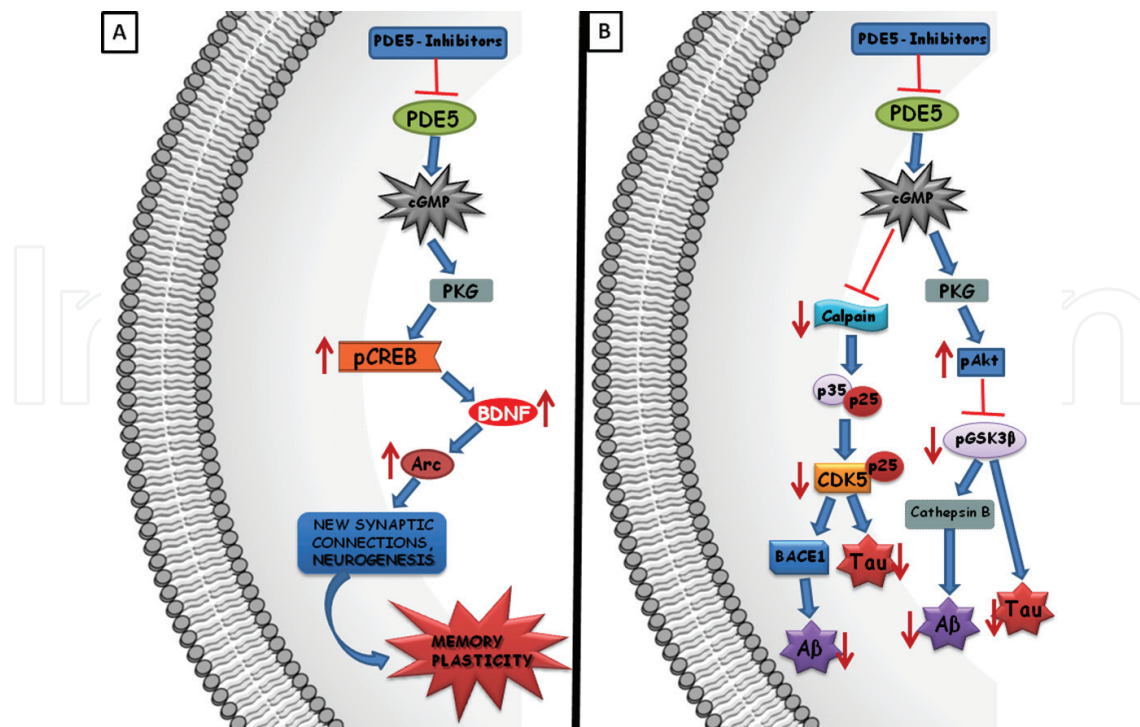 A
PDE5-Inhibitors
PDE5
cGMP
PKG
pCREB
BDNF
Arc
NEW SYNAPTIC
CONNECTIONS,
NEUROGENESIS
MEMORY
PLASTICITY
B
PDE5-Inhibitors
PDE5
cGMP
Calpain
PKG
p35
p25
pAkt
pGSK3β
CDK5
p25
Cathepsin B
BACE1
Tau
Aβ
Aβ
Tau